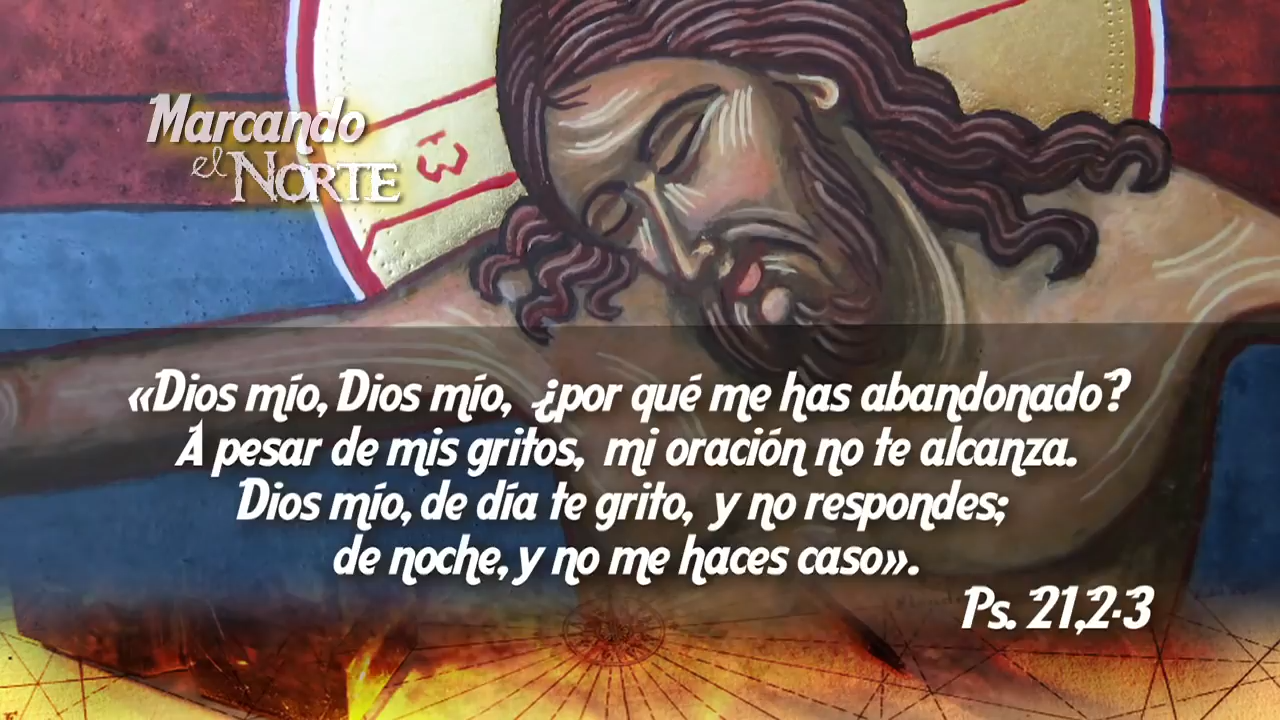 Marcando
el NORTE
ω
«Dios mío, Dios mío, ¿por qué me has abandonado?
A pesar de mis gritos, mi oración no te alcanza.
Dios mío, de día te grito, y no respondes;
de noche, y no me haces caso».
Ps. 21,2-3